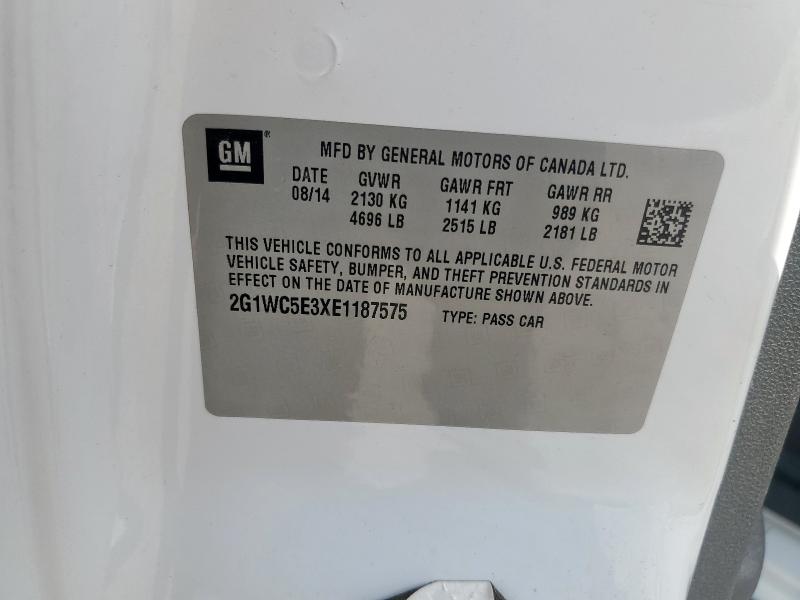 GM®
MFD BY GENERAL MOTORS OF CANADA LTD.
DATE GVWR GAWR FRT GAWR RR
08/14 2130 KG 1141 KG 989 KG
4696 LB 2515 LB 2181 LB
THIS VEHICLE CONFORMS TO ALL APPLICABLE U.S. FEDERAL MOTOR
VEHICLE SAFETY, BUMPER, AND THEFT PREVENTION STANDARDS IN
EFFECT ON THE DATE OF MANUFACTURE SHOWN ABOVE.
2G1WC5E3XE1187575 TYPE: PASS CAR